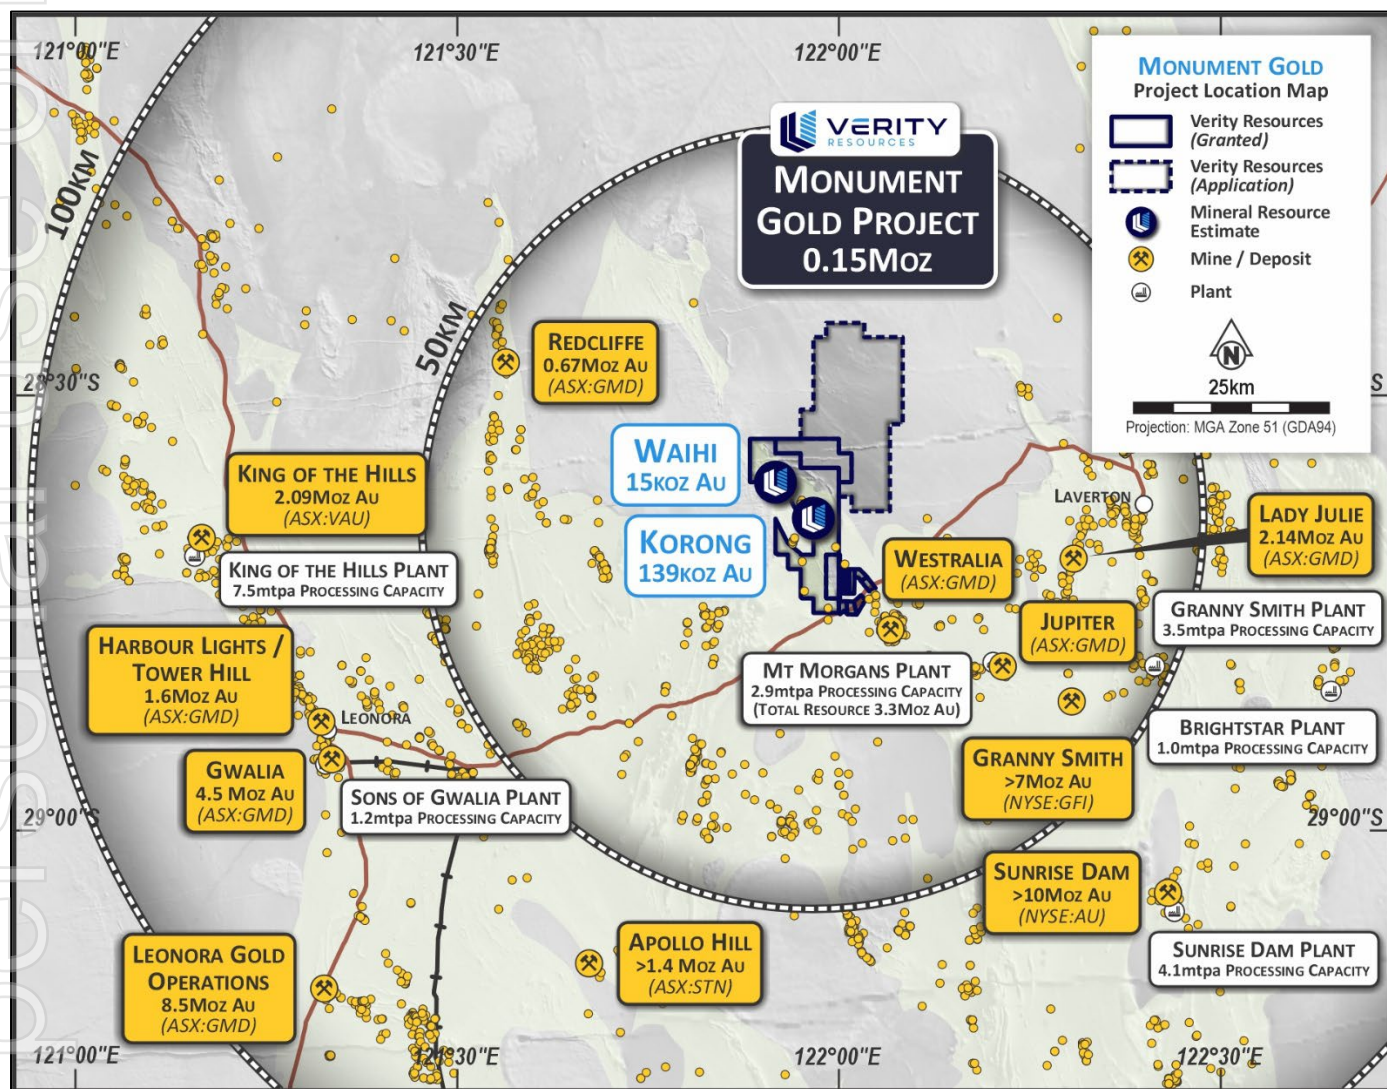 121°00"E
121°30"E
122°00"E
MONUMENT GOLD
Project Location Map
Verity Resources
(Granted)
Verity Resources
(Application)
Mineral Resource
Estimate
Mine / Deposit
Plant
N
25km
Projection: MGA Zone 51 (GDA94)
VERITY
RESOURCES
MONUMENT
GOLD PROJECT
0.15MOZ
100KM
50KM
28°30"S
S
REDCLIFFE
0.67MOZ AU
(ASX:GMD)
WAIHI
15KOZ AU
KORONG
139KOZ AU
KING OF THE HILLS
2.09MOZ AU
(ASX:VAU)
KING OF THE HILLS PLANT
7.5mtpa PROCESSING CAPACITY
LAVERTON
LADY JULIE
2.14MOZ AU
(ASX:GMD)
WESTRALIA
(ASX:GMD)
JUPITER
(ASX:GMD)
GRANNY SMITH PLANT
3.5mtpa PROCESSING CAPACITY
HARBOUR LIGHTS /
TOWER HILL
1.6MOZ AU
(ASX:GMD)
LEONORA
MT MORGANS PLANT
2.9mtpa PROCESSING CAPACITY
(TOTAL RESOURCE 3.3MOZ AU)
BRIGHTSTAR PLANT
1.0mtpa PROCESSING CAPACITY
GWALIA
4.5 MOZ AU
(ASX:GMD)
SONS OF GWALIA PLANT
1.2mtpa PROCESSING CAPACITY
GRANNY SMITH
>7MOZ AU
(NYSE:GFI)
29°00"S
29°00"S
SUNRISE DAM
>10MOZ AU
(NYSE:AU)
SUNRISE DAM PLANT
4.1mtpa PROCESSING CAPACITY
LEONORA GOLD
OPERATIONS
8.5MOZ AU
(ASX:GMD)
APOLLO HILL
>1.4 MOZ AU
(ASX:STN)
121°00"E
121°30"E
122°00"E
122°30"E